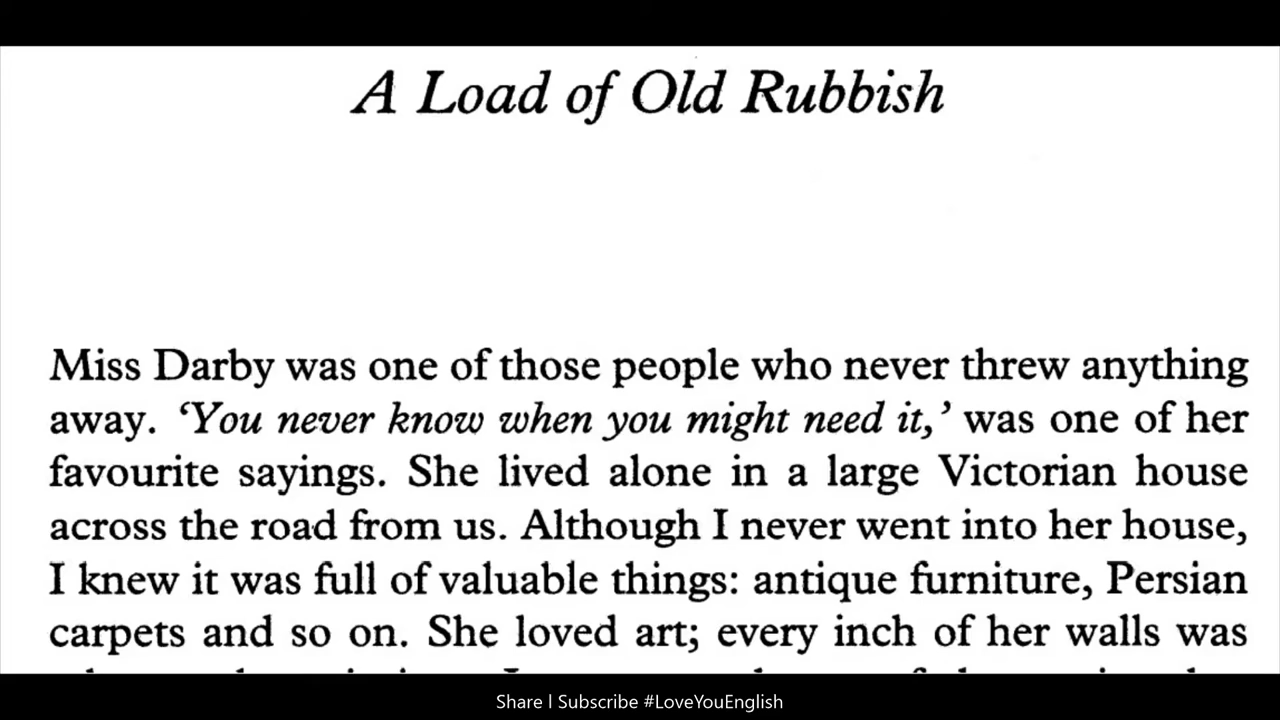 A Load of Old Rubbish
Miss Darby was one of those people who never threw anything
away. ‘You never know when you might need it,’ was one of her
favourite sayings. She lived alone in a large Victorian house
across the road from us. Although I never went into her house,
I knew it was full of valuable things: antique furniture, Persian
carpets and so on. She loved art; every inch of her walls was
Share | Subscribe #LoveYouEnglish